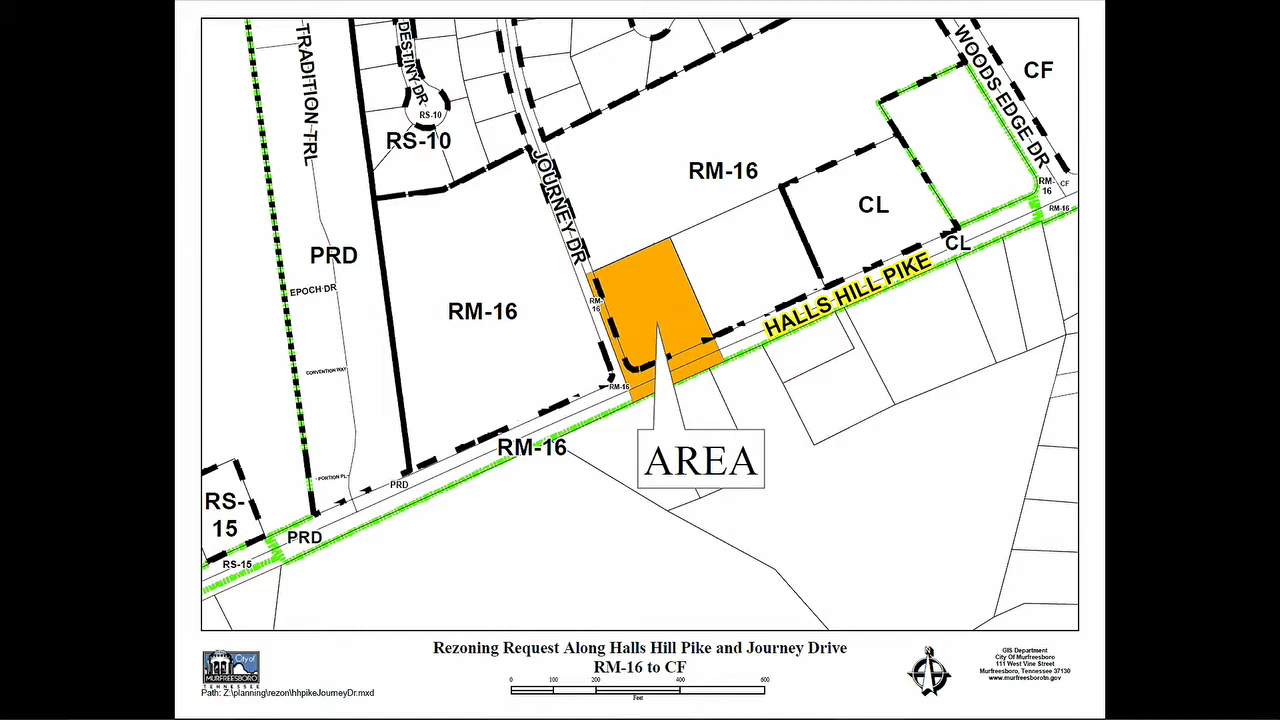 TRADITION TRL
DESTINY DR
RS-10
RS-10
WOODS EDGE DR
CF
JOURNEY DR
RM-16
RM-
16
CF
RM-16
CL
CL
PRD
EPOCH DR
HALLS HILL PIKE
RM-16
RM-
16
CONVENTION WAY
RM-16
RM-16
AREA
PORTION PL
PRD
RS-
15
PRD
RS-15
Rezoning Request Along Halls Hill Pike and Journey Drive
RM-16 to CF
0 100 200 400 600
Feet
City of
MURFREESBORO
TENNESSEE
Path: Z:\planning\rezon\hhpikeJourneyDr.mxd
GIS Department
City Of Murfreesboro
111 West Vine Street
Murfreesboro, Tennessee 37130
www.murfreesborotn.gov